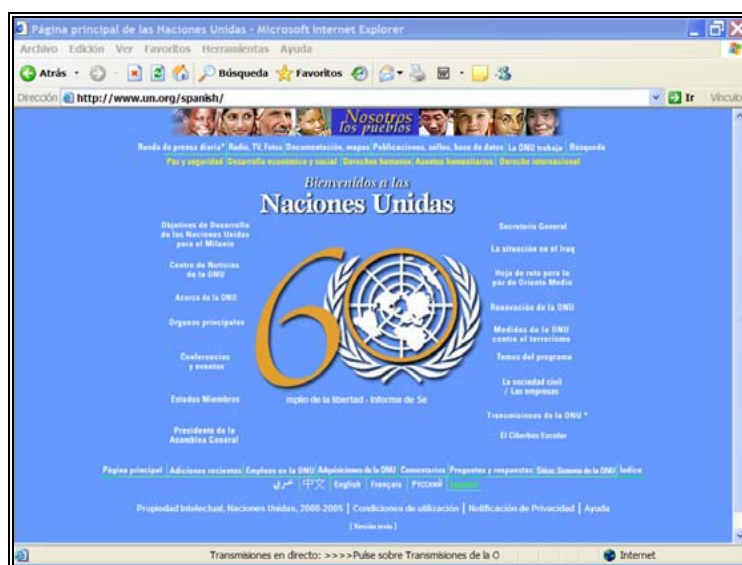 Página principal de las Naciones Unidas - Microsoft Internet Explorer
Archivo Edición Ver Favoritos Herramientas Ayuda
Atrás Búsqueda Favoritos
Dirección http://www.un.org/spanish/ Ir Vínculo
Nosotros
los pueblos
Ronda de prensa diaria* Radio, TV, Fotos Documentación, mapas Publicaciones, sellos, base de datos La ONU trabaja Búsqueda
Paz y seguridad Desarrollo económico y social Derechos humanos Asuntos humanitarios Derecho internacional
Bienvenidos a las
Naciones Unidas
Objetivos de Desarrollo
de las Naciones Unidas
para el Milenio
Centro de Noticias
de la ONU
Acerca de la ONU
Órganos principales
Conferencias
y eventos
Estados Miembros
Presidente de la
Asamblea General
60
mplio de la libertad - Informe de Se
Secretario General
La situación en el Iraq
Hoja de ruta para la
paz de Oriente Medio
Renovación de la ONU
Medidas de la ONU
contra el terrorismo
Temas del programa
La sociedad civil
/ Las empresas
Transmisiones de la ONU *
El Ciberbús Escolar
Página principal | Adiciones recientes | Empleos en la ONU | Adquisiciones de la ONU | Comentarios | Preguntas y respuestas | Sitios: Sistema de la ONU | Índice
عربي | 中文 | English | Français | Русский | Español
Propiedad Intelectual, Naciones Unidas, 2000-2005 | Condiciones de utilización | Notificación de Privacidad | Ayuda
[ Versión texto ]
Transmisiones en directo: >>>>Pulse sobre Transmisiones de la O Internet